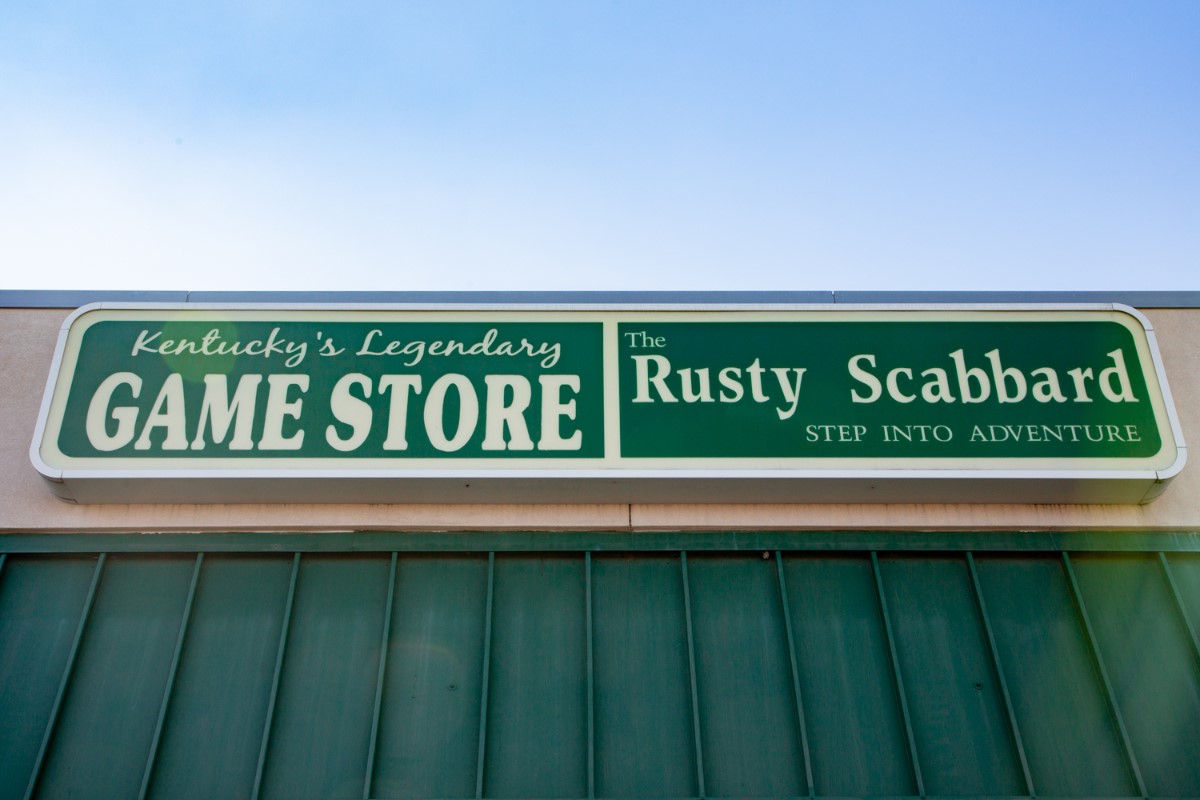 Kentucky's Legendary
GAME STORE
The
Rusty Scabbard
STEP INTO ADVENTURE